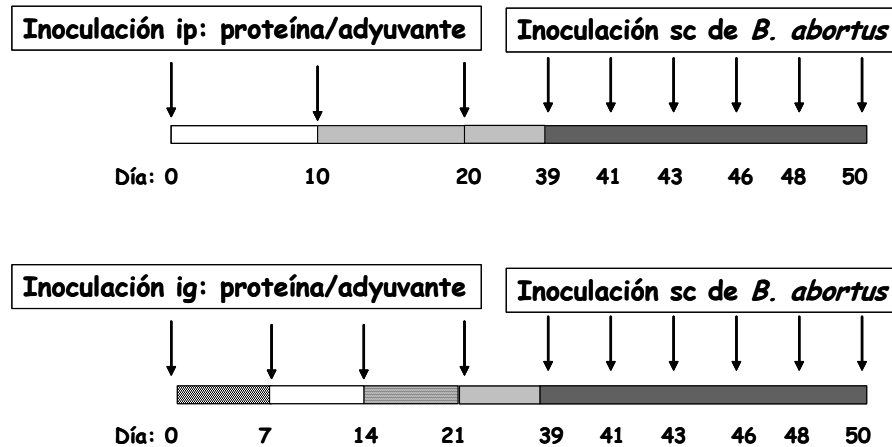 Inoculación ip: proteína/adyuvante
Inoculación sc de B. abortus
Día: 0 10 20 39 41 43 46 48 50
Inoculación ig: proteína/adyuvante
Inoculación sc de B. abortus
Día: 0 7 14 21 39 41 43 46 48 50